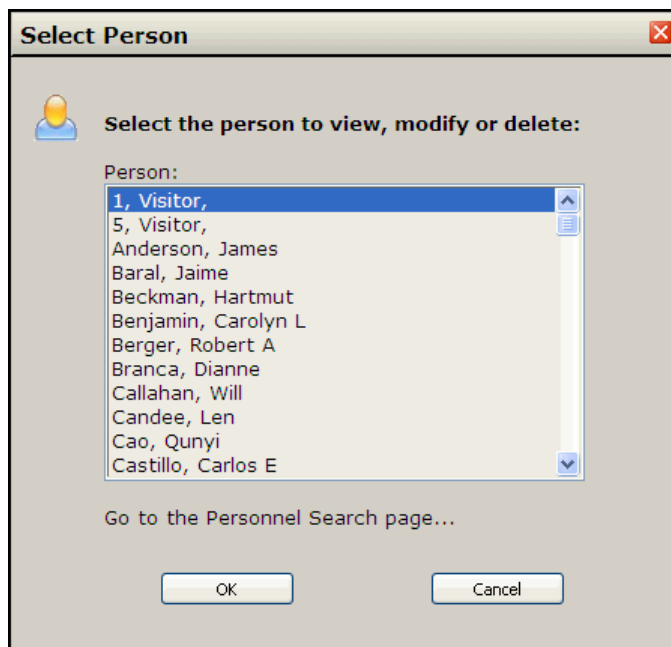 Select Person
Select the person to view, modify or delete:
Person:
1, Visitor,
5, Visitor,
Anderson, James
Baral, Jaime
Beckman, Hartmut
Benjamin, Carolyn L
Berger, Robert A
Branca, Dianne
Callahan, Will
Candee, Len
Cao, Qunyi
Castillo, Carlos E
Go to the Personnel Search page...
OK Cancel